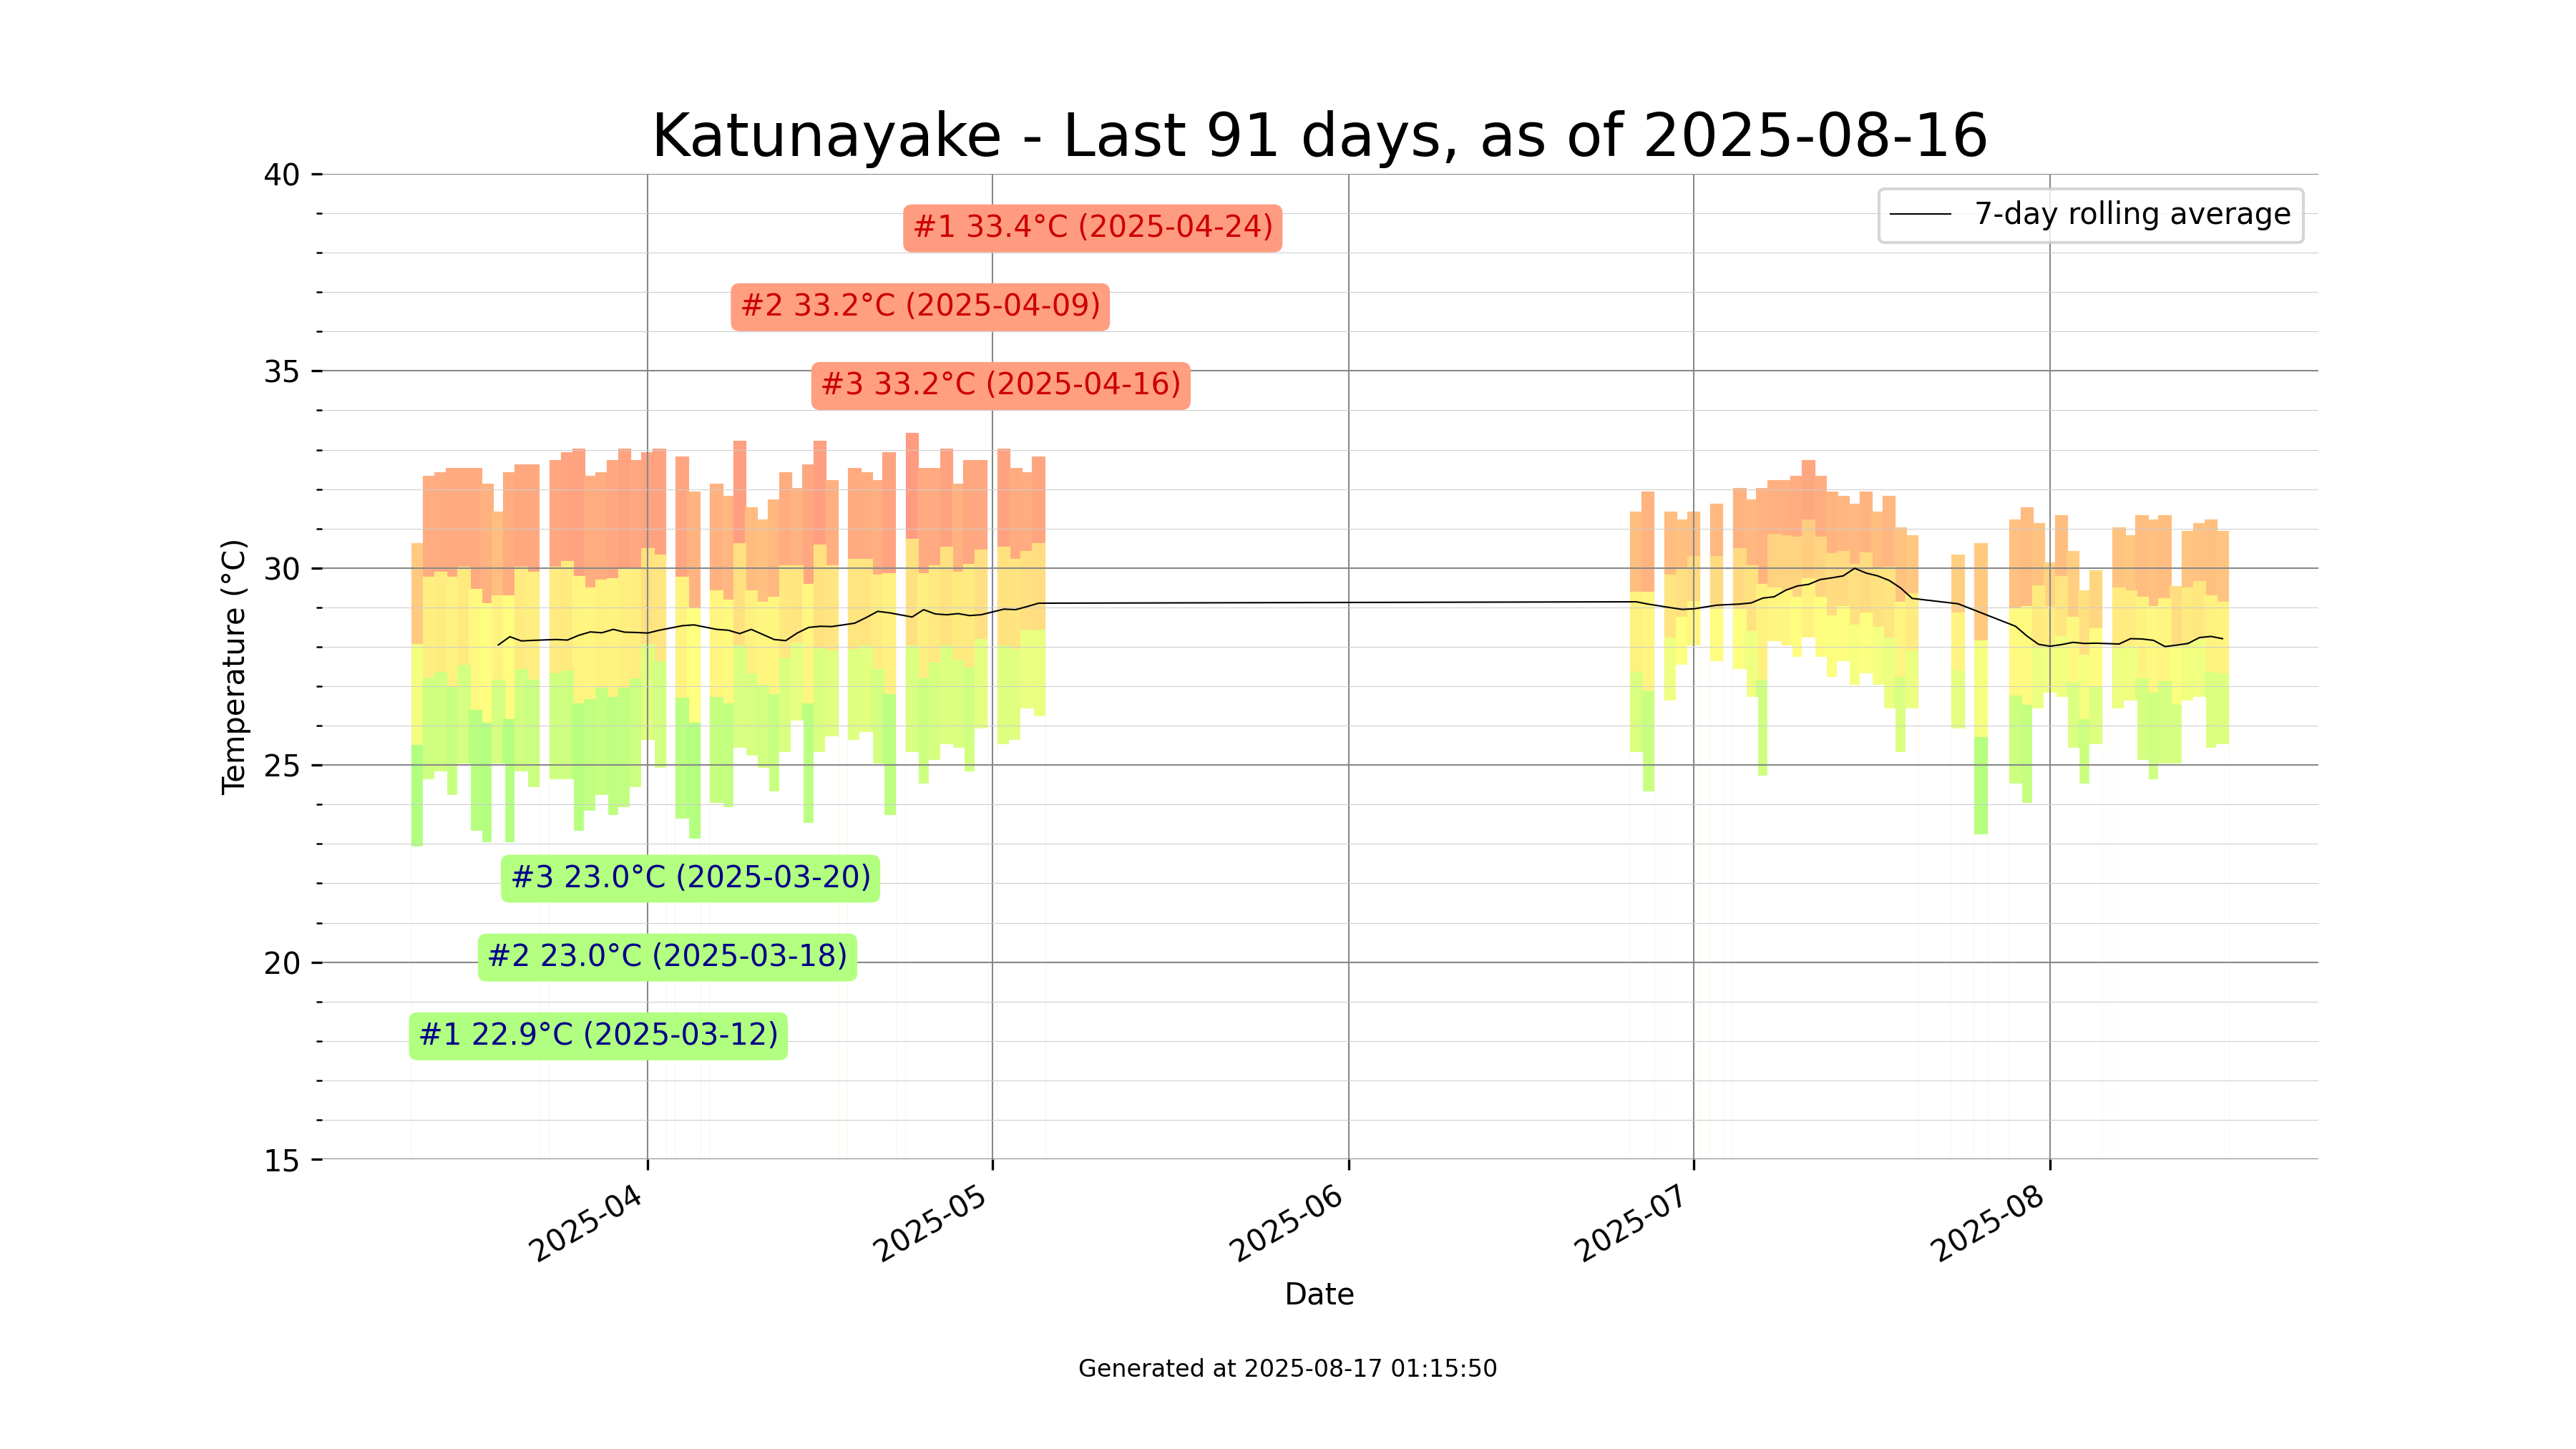 Katunayake - Last 91 days, as of 2025-08-16
7-day rolling average
#1 33.4°C (2025-04-24)
#2 33.2°C (2025-04-09)
#3 33.2°C (2025-04-16)
#3 23.0°C (2025-03-20)
#2 23.0°C (2025-03-18)
#1 22.9°C (2025-03-12)
Temperature (°C)
40
35
30
25
20
15
2025-04
2025-05
2025-06
2025-07
2025-08
Date
Generated at 2025-08-17 01:15:50